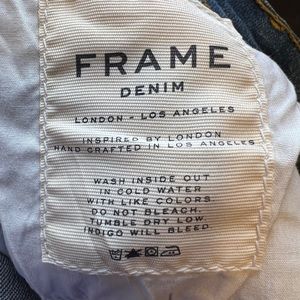 FRAME
DENIM
LONDON - LOS ANGELES
INSPIRED BY LONDON
HAND CRAFTED IN LOS ANGELES
WASH INSIDE OUT
IN COLD WATER
WITH LIKE COLORS
DO NOT BLEACH
TUMBLE DRY LOW
INDIGO WILL BLEED